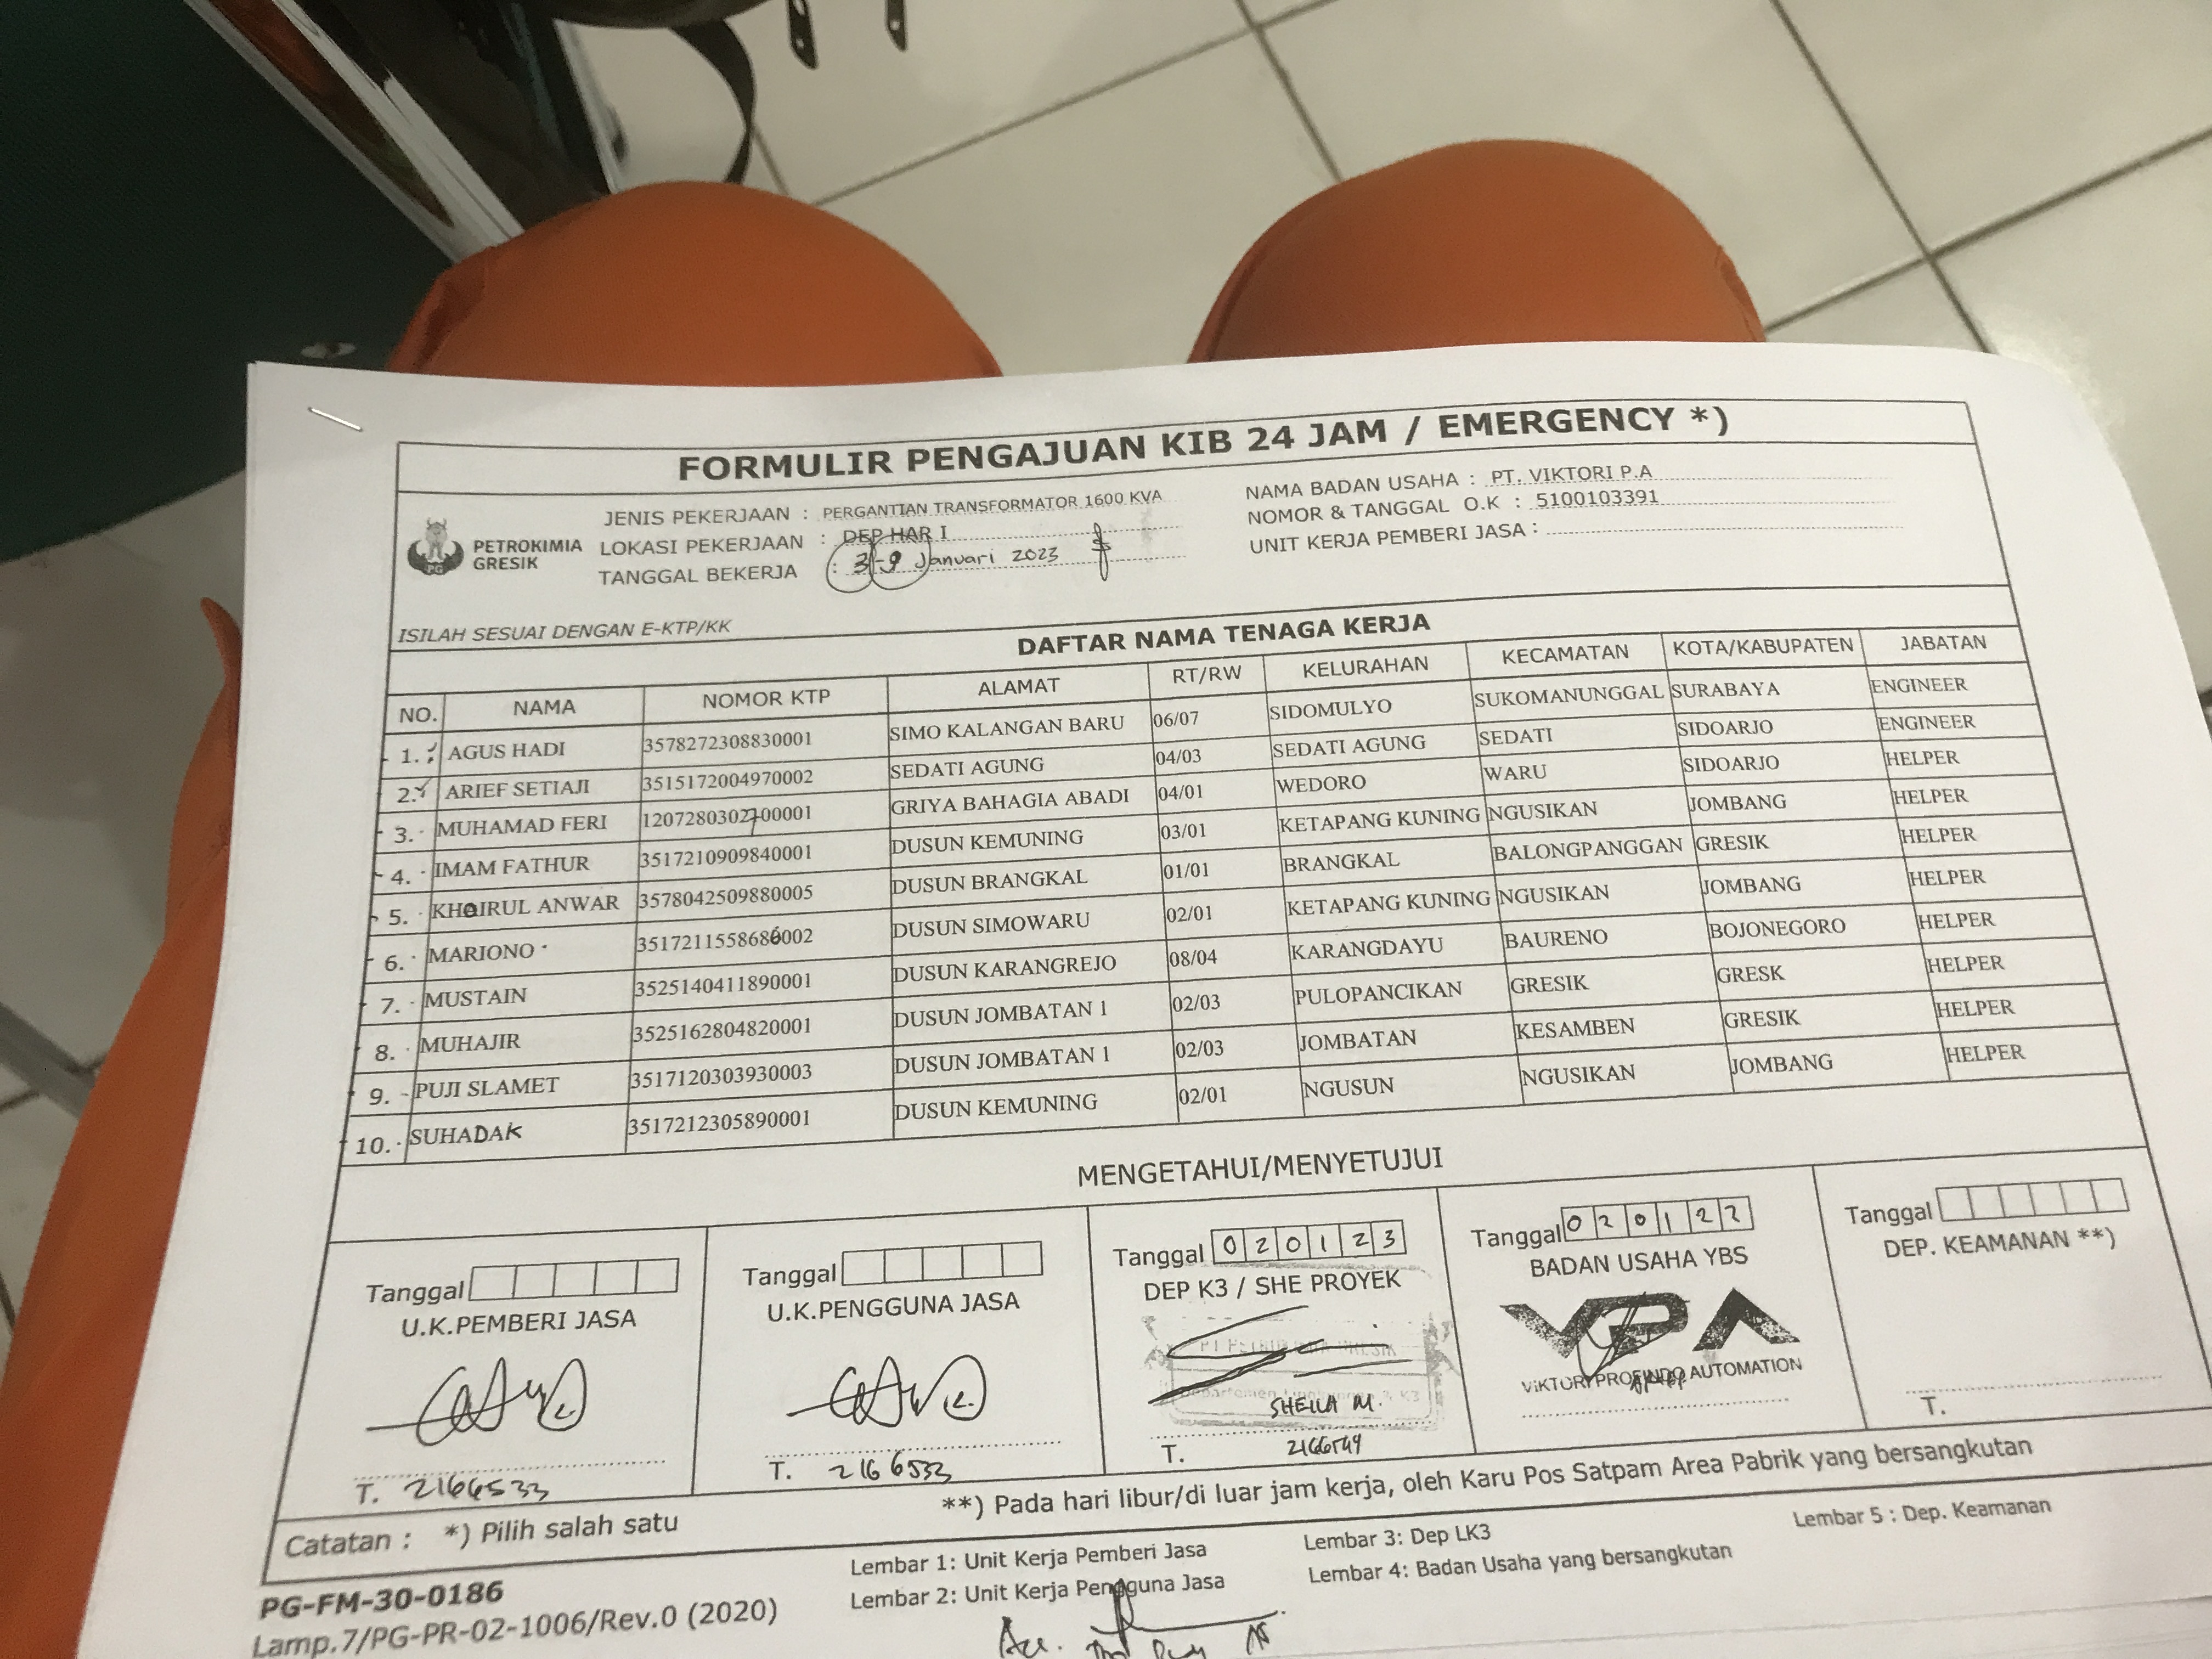 FORMULIR PENGAJUAN KIB 24 JAM / EMERGENCY *)
PETROKIMIA GRESIK
JENIS PEKERJAAN : PERGANTIAN TRANSFORMATOR 1600 KVA
LOKASI PEKERJAAN : DEP HAR I
TANGGAL BEKERJA : 3-9 Januari 2023
NAMA BADAN USAHA : PT. VIKTORI P.A
NOMOR & TANGGAL O.K : 5100103391
UNIT KERJA PEMBERI JASA :
ISILAH SESUAI DENGAN E-KTP/KK
DAFTAR NAMA TENAGA KERJA
NO. NAMA NOMOR KTP ALAMAT RT/RW KELURAHAN KECAMATAN KOTA/KABUPATEN JABATAN
1. AGUS HADI 3578272308830001 SIMO KALANGAN BARU 06/07 SIDOMULYO SUKOMANUNGGAL SURABAYA ENGINEER
2. ARIEF SETIAJI 3515172004970002 SEDATI AGUNG 04/03 SEDATI AGUNG SEDATI SIDOARJO ENGINEER
3. MUHAMAD FERI 1207280302700001 GRIYA BAHAGIA ABADI 04/01 WEDORO WARU SIDOARJO HELPER
4. IMAM FATHUR 3517210909840001 DUSUN KEMUNING 03/01 KETAPANG KUNING NGUSIKAN JOMBANG HELPER
5. KHOIRUL ANWAR 3578042509880005 DUSUN BRANGKAL 01/01 BRANGKAL BALONGPANGGAN GRESIK HELPER
6. MARIONO 3517211558686002 DUSUN SIMOWARU 02/01 KETAPANG KUNING NGUSIKAN JOMBANG HELPER
7. MUSTAIN 3525140411890001 DUSUN KARANGREJO 08/04 KARANGDAYU BAURENO BOJONEGORO HELPER
8. MUHAJIR 3525162804820001 DUSUN JOMBATAN 1 02/03 PULOPANCIKAN GRESIK GRESK HELPER
9. PUJI SLAMET 3517120303930003 DUSUN JOMBATAN 1 02/03 JOMBATAN KESAMBEN GRESIK HELPER
10. SUHADAK 3517212305890001 DUSUN KEMUNING 02/01 NGUSUN NGUSIKAN JOMBANG HELPER
MENGETAHUI/MENYETUJUI
Tanggal
U.K.PEMBERI JASA
T. 2166533
Tanggal
U.K.PENGGUNA JASA
T. 2166533
Tanggal 020123
DEP K3 / SHE PROYEK
SHEILA M.
T. 2166749
Tanggal 020122
BADAN USAHA YBS
VPA
VIKTORI PROFINDO AUTOMATION
Tanggal
DEP. KEAMANAN **)
T.
Catatan : *) Pilih salah satu
**) Pada hari libur/di luar jam kerja, oleh Karu Pos Satpam Area Pabrik yang bersangkutan
PG-FM-30-0186
Lamp.7/PG-PR-02-1006/Rev.0 (2020)
Lembar 1: Unit Kerja Pemberi Jasa
Lembar 2: Unit Kerja Pengguna Jasa
Lembar 3: Dep LK3
Lembar 4: Badan Usaha yang bersangkutan
Lembar 5 : Dep. Keamanan